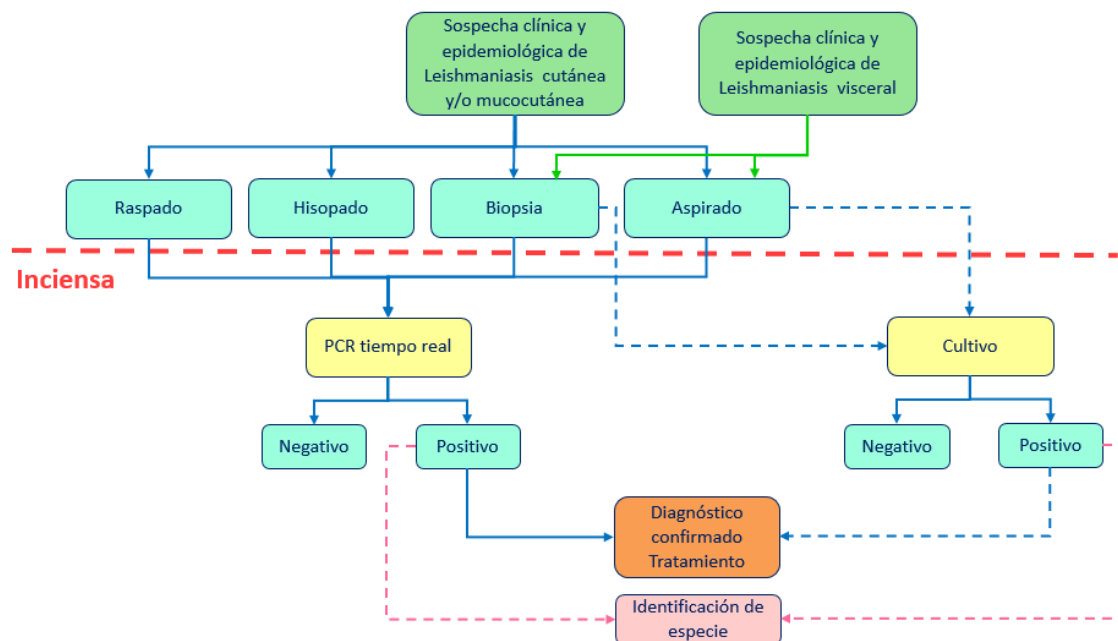 Sospecha clínica y
epidemiológica de
Leishmaniasis cutánea
y/o mucocutánea
Sospecha clínica y
epidemiológica de
Leishmaniasis visceral
Raspado
Hisopado
Biopsia
Aspirado
Inciensa
PCR tiempo real
Cultivo
Negativo
Positivo
Negativo
Positivo
Diagnóstico
confirmado
Tratamiento
Identificación de
especie